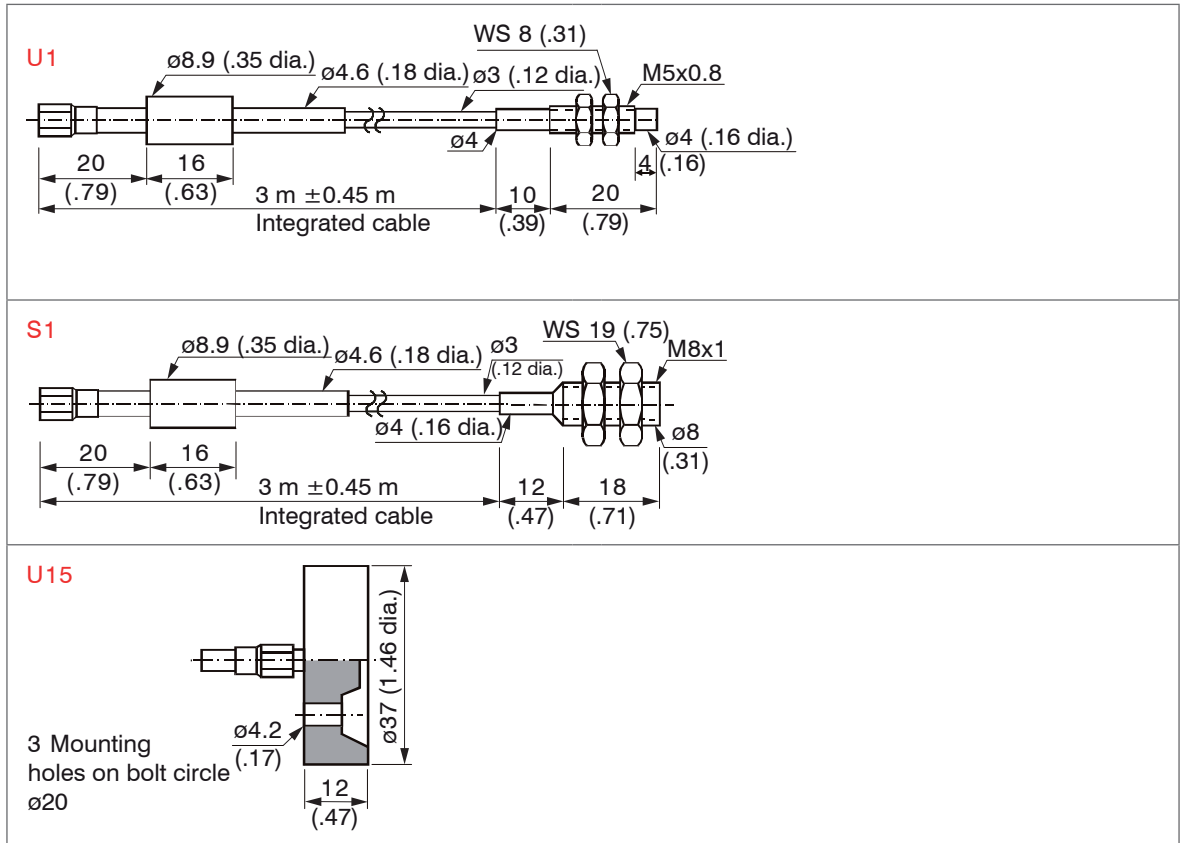 U1
WS 8 (.31)
ø8.9 (.35 dia.)
ø4.6 (.18 dia.)
ø3 (.12 dia.)
M5x0.8
ø4
ø4 (.16 dia.)
20
(.79)
16
(.63)
3 m ±0.45 m
Integrated cable
10
(.39)
20
(.79)
4 (.16)
S1
WS 19 (.75)
ø8.9 (.35 dia.)
ø4.6 (.18 dia.)
ø3
(.12 dia.)
M8x1
ø4 (.16 dia.)
ø8
(.31)
20
(.79)
16
(.63)
3 m ±0.45 m
Integrated cable
12
(.47)
18
(.71)
U15
ø37 (1.46 dia.)
ø4.2
(.17)
3 Mounting
holes on bolt circle
ø20
12
(.47)